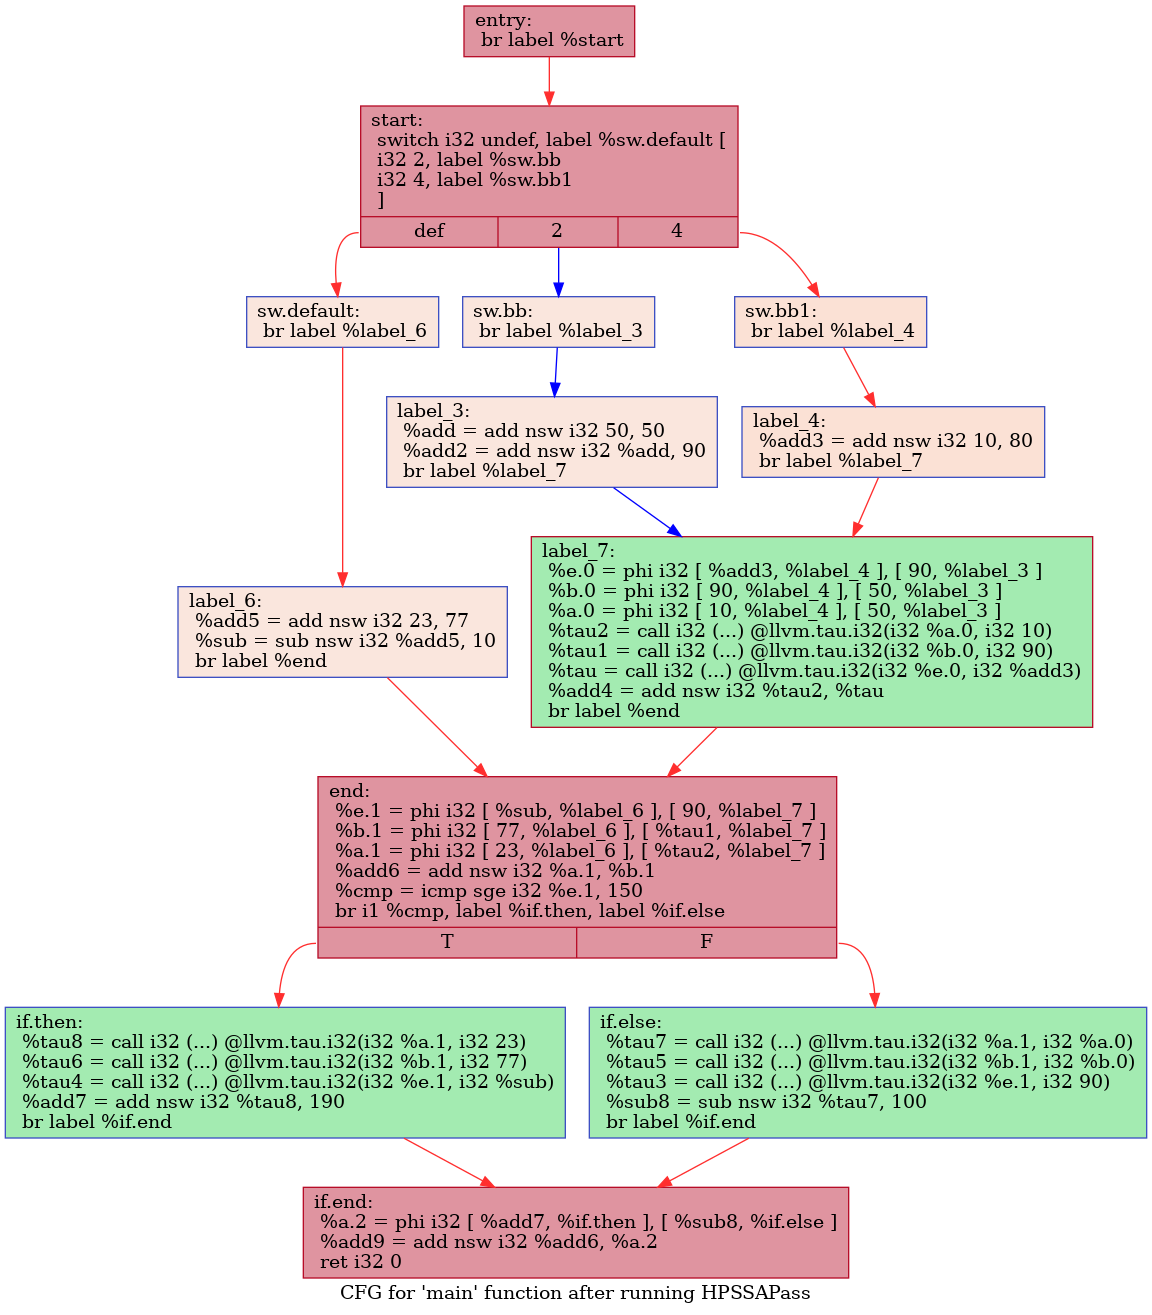 entry:
br label %start
start:
switch i32 undef, label %sw.default [
i32 2, label %sw.bb
i32 4, label %sw.bb1
]
def 2 4
sw.default:
br label %label_6
sw.bb:
br label %label_3
sw.bb1:
br label %label_4
label_3:
%add = add nsw i32 50, 50
%add2 = add nsw i32 %add, 90
br label %label_7
label_4:
%add3 = add nsw i32 10, 80
br label %label_7
label_7:
%e.0 = phi i32 [ %add3, %label_4 ], [ 90, %label_3 ]
%b.0 = phi i32 [ 90, %label_4 ], [ 50, %label_3 ]
%a.0 = phi i32 [ 10, %label_4 ], [ 50, %label_3 ]
%tau2 = call i32 (...) @llvm.tau.i32(i32 %a.0, i32 10)
%tau1 = call i32 (...) @llvm.tau.i32(i32 %b.0, i32 90)
%tau = call i32 (...) @llvm.tau.i32(i32 %e.0, i32 %add3)
%add4 = add nsw i32 %tau2, %tau
br label %end
label_6:
%add5 = add nsw i32 23, 77
%sub = sub nsw i32 %add5, 10
br label %end
end:
%e.1 = phi i32 [ %sub, %label_6 ], [ 90, %label_7 ]
%b.1 = phi i32 [ 77, %label_6 ], [ %tau1, %label_7 ]
%a.1 = phi i32 [ 23, %label_6 ], [ %tau2, %label_7 ]
%add6 = add nsw i32 %a.1, %b.1
%cmp = icmp sge i32 %e.1, 150
br i1 %cmp, label %if.then, label %if.else
T F
if.then:
%tau8 = call i32 (...) @llvm.tau.i32(i32 %a.1, i32 23)
%tau6 = call i32 (...) @llvm.tau.i32(i32 %b.1, i32 77)
%tau4 = call i32 (...) @llvm.tau.i32(i32 %e.1, i32 %sub)
%add7 = add nsw i32 %tau8, 190
br label %if.end
if.else:
%tau7 = call i32 (...) @llvm.tau.i32(i32 %a.1, i32 %a.0)
%tau5 = call i32 (...) @llvm.tau.i32(i32 %b.1, i32 %b.0)
%tau3 = call i32 (...) @llvm.tau.i32(i32 %e.1, i32 90)
%sub8 = sub nsw i32 %tau7, 100
br label %if.end
if.end:
%a.2 = phi i32 [ %add7, %if.then ], [ %sub8, %if.else ]
%add9 = add nsw i32 %add6, %a.2
ret i32 0
CFG for 'main' function after running HPSSAPass